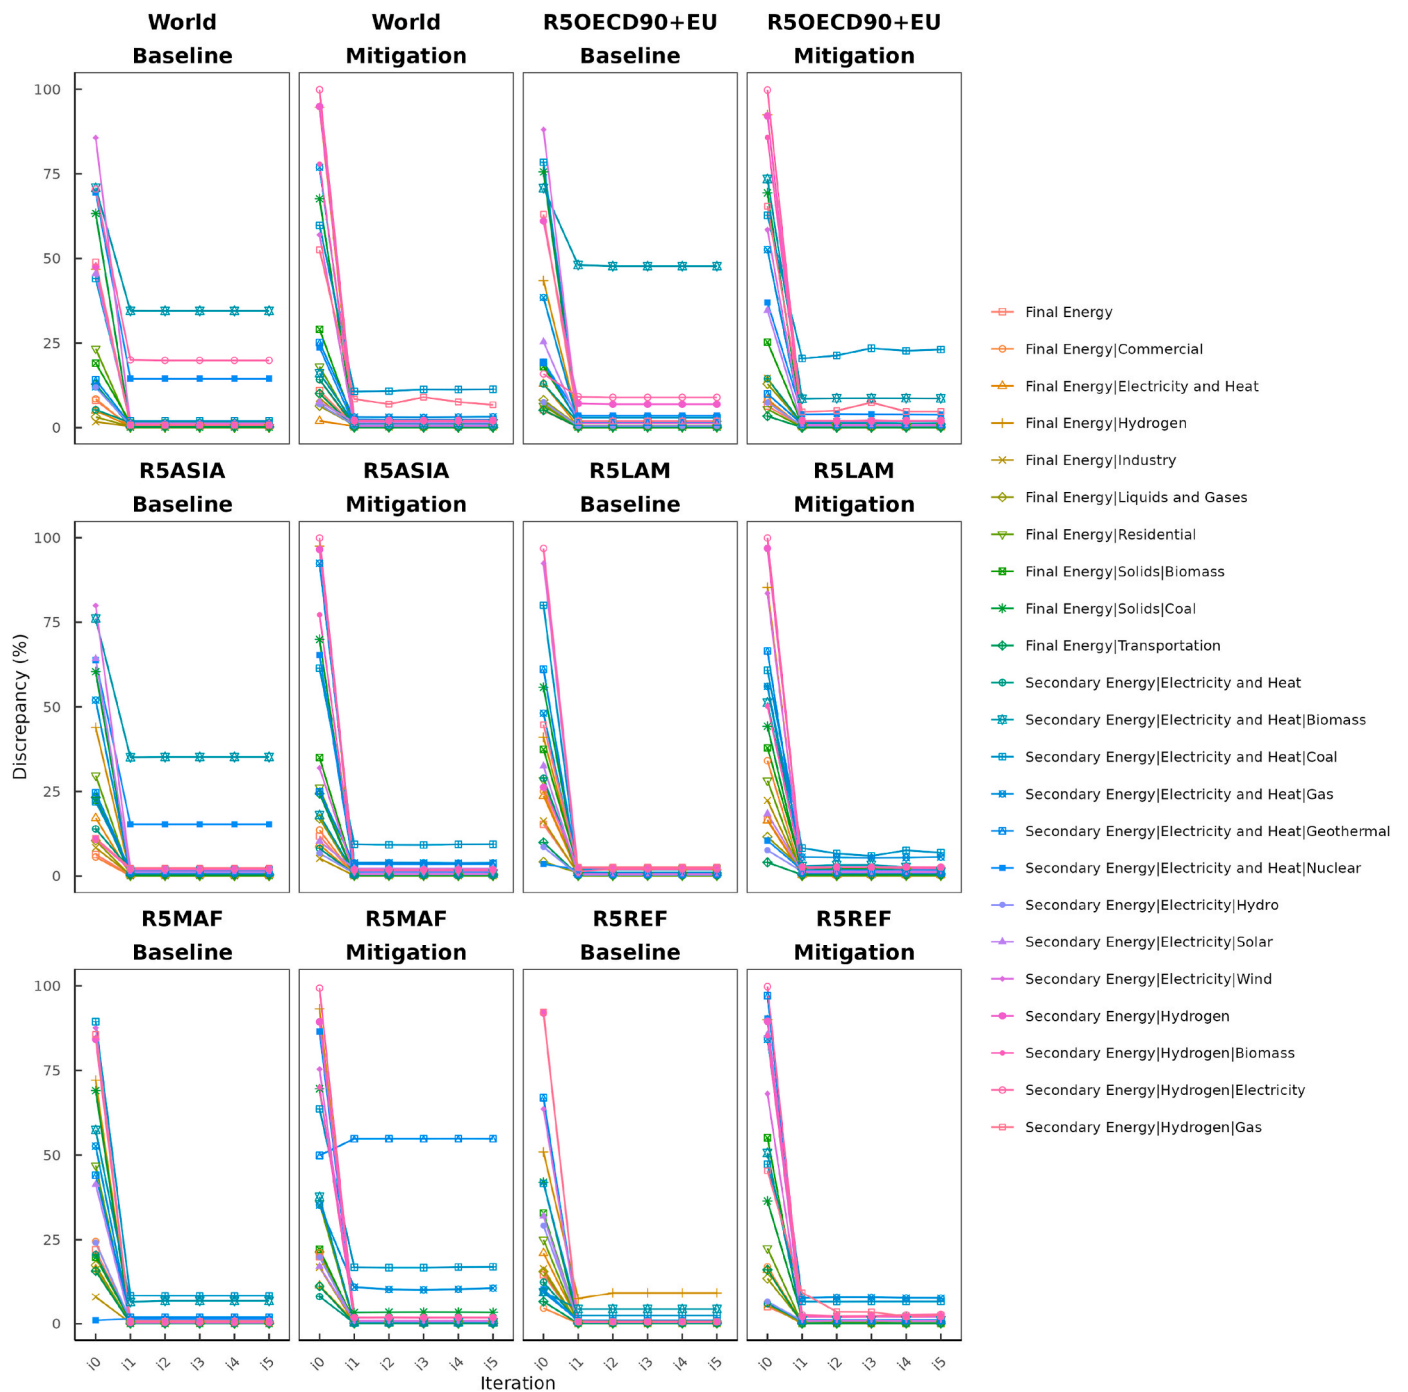 World
Baseline
World
Mitigation
R5OECD90+EU
Baseline
R5OECD90+EU
Mitigation
100
75
50
25
0
R5ASIA
Baseline
R5ASIA
Mitigation
R5LAM
Baseline
R5LAM
Mitigation
100
75
50
25
0
R5MAF
Baseline
R5MAF
Mitigation
R5REF
Baseline
R5REF
Mitigation
100
75
50
25
0
i0 i1 i2 i3 i4 i5
i0 i1 i2 i3 i4 i5
i0 i1 i2 i3 i4 i5
i0 i1 i2 i3 i4 i5
Iteration
Discrepancy (%)
Final Energy
Final Energy|Commercial
Final Energy|Electricity and Heat
Final Energy|Hydrogen
Final Energy|Industry
Final Energy|Liquids and Gases
Final Energy|Residential
Final Energy|Solids|Biomass
Final Energy|Solids|Coal
Final Energy|Transportation
Secondary Energy|Electricity and Heat
Secondary Energy|Electricity and Heat|Biomass
Secondary Energy|Electricity and Heat|Coal
Secondary Energy|Electricity and Heat|Gas
Secondary Energy|Electricity and Heat|Geothermal
Secondary Energy|Electricity and Heat|Nuclear
Secondary Energy|Electricity|Hydro
Secondary Energy|Electricity|Solar
Secondary Energy|Electricity|Wind
Secondary Energy|Hydrogen
Secondary Energy|Hydrogen|Biomass
Secondary Energy|Hydrogen|Electricity
Secondary Energy|Hydrogen|Gas